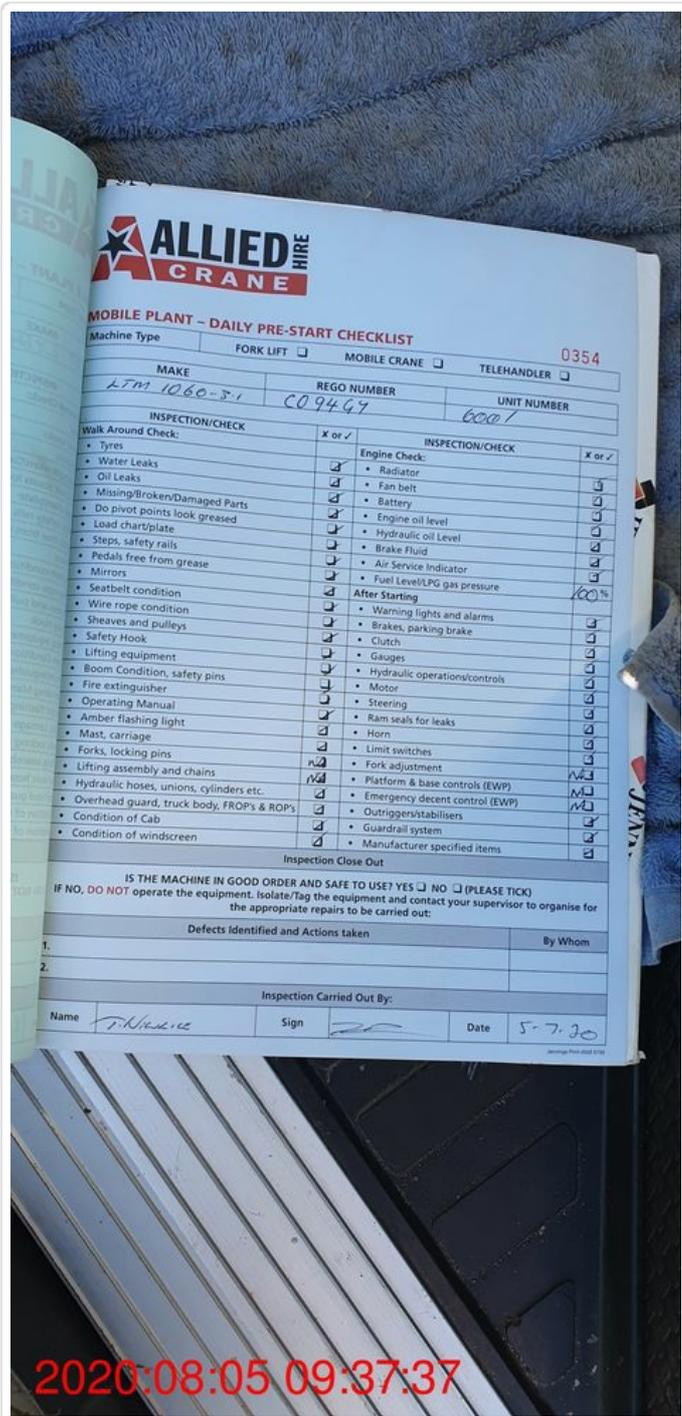 ALLIED HIRE
CRANE
MOBILE PLANT – DAILY PRE-START CHECKLIST
0354
Machine Type FORK LIFT ❏ MOBILE CRANE ❏ TELEHANDLER ❏
MAKE REGO NUMBER UNIT NUMBER
LTM 1060-3.1 CO94GY 6001
INSPECTION/CHECK X or ✓ INSPECTION/CHECK X or ✓
Walk Around Check:
• Tyres
• Water Leaks
• Oil Leaks
• Missing/Broken/Damaged Parts
• Do pivot points look greased
• Load chart/plate
• Steps, safety rails
• Pedals free from grease
• Mirrors
• Seatbelt condition
• Wire rope condition
• Sheaves and pulleys
• Safety Hook
• Lifting equipment
• Boom Condition, safety pins
• Fire extinguisher
• Operating Manual
• Amber flashing light
• Mast, carriage
• Forks, locking pins
• Lifting assembly and chains
• Hydraulic hoses, unions, cylinders etc.
• Overhead guard, truck body, FROP's & ROP's
• Condition of Cab
• Condition of windscreen
Engine Check:
• Radiator
• Fan belt
• Battery
• Engine oil level
• Hydraulic oil Level
• Brake Fluid
• Air Service Indicator
• Fuel Level/LPG gas pressure 100%
After Starting
• Warning lights and alarms
• Brakes, parking brake
• Clutch
• Gauges
• Hydraulic operations/controls
• Motor
• Steering
• Ram seals for leaks
• Horn
• Limit switches
• Fork adjustment
• Platform & base controls (EWP)
• Emergency decent control (EWP)
• Outriggers/stabilisers
• Guardrail system
• Manufacturer specified items
Inspection Close Out
IS THE MACHINE IN GOOD ORDER AND SAFE TO USE? YES ❏ NO ❏ (PLEASE TICK)
IF NO, DO NOT operate the equipment. Isolate/Tag the equipment and contact your supervisor to organise for
the appropriate repairs to be carried out:
Defects Identified and Actions taken By Whom
1.
2.
Inspection Carried Out By:
Name Sign Date 5-7.20
2020:08:05 09:37:37